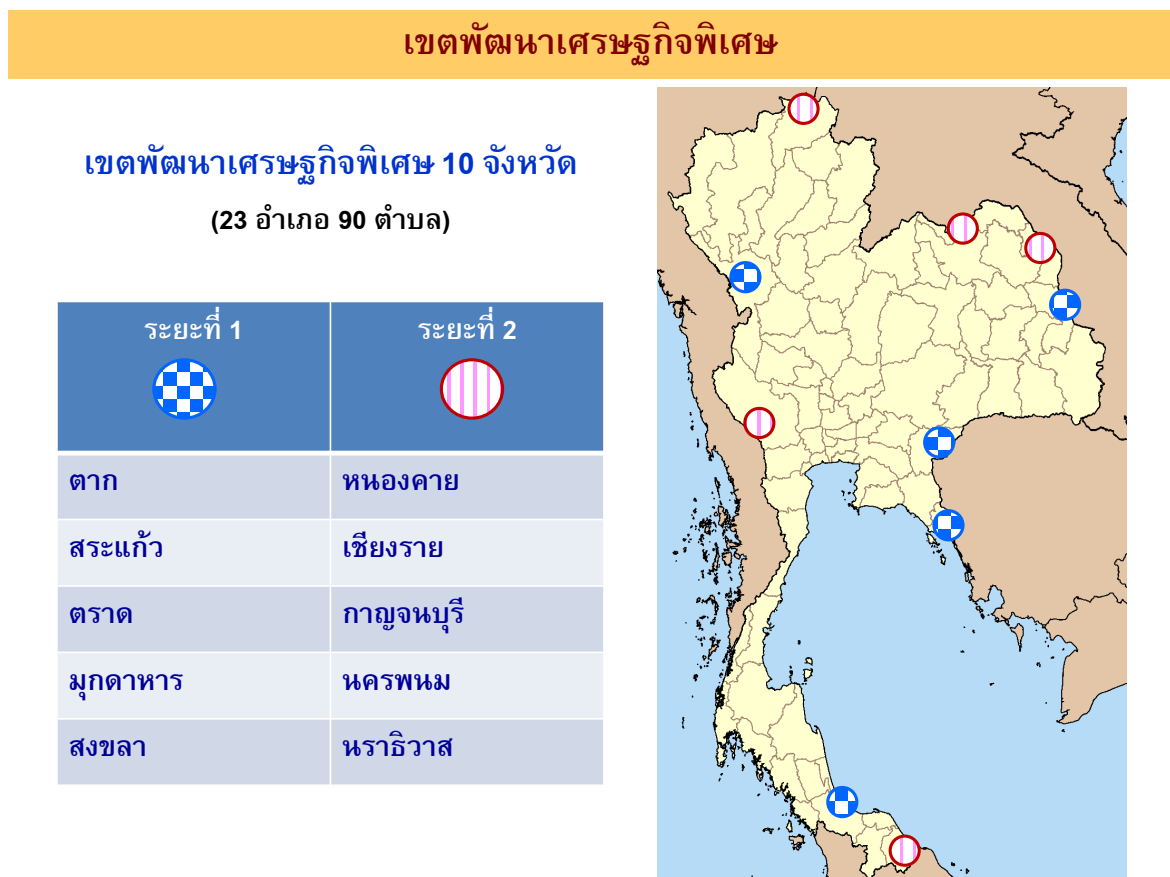 เขตพัฒนาเศรษฐกิจพิเศษ
เขตพัฒนาเศรษฐกิจพิเศษ 10 จังหวัด
(23 อำเภอ 90 ตำบล)
ระยะที่ 1
ระยะที่ 2
ตาก
หนองคาย
สระแก้ว
เชียงราย
ตราด
กาญจนบุรี
มุกดาหาร
นครพนม
สงขลา
นราธิวาส